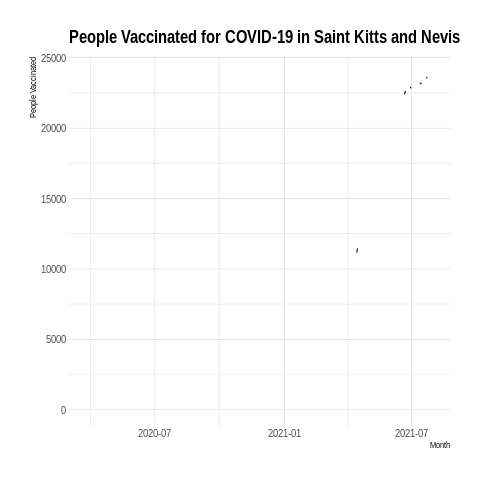 People Vaccinated for COVID-19 in Saint Kitts and Nevis
People Vaccinated
25000
20000
15000
10000
5000
0
2020-07 2021-01 2021-07
Month